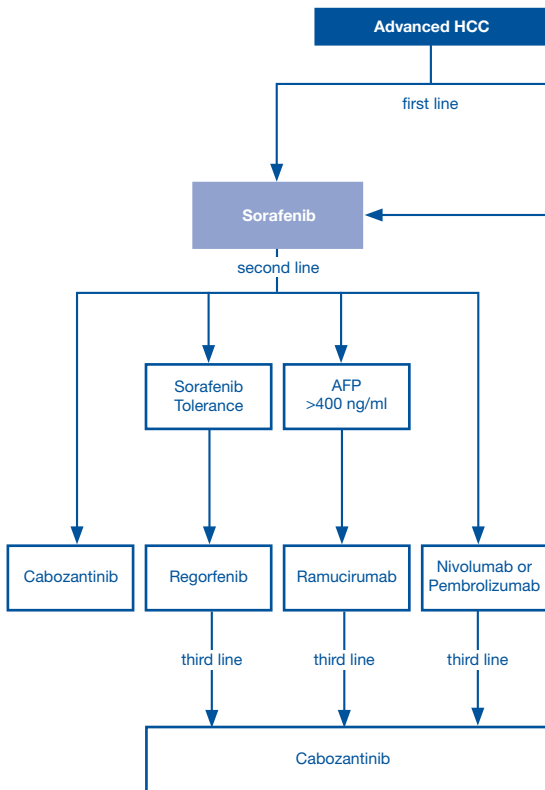 Advanced HCC
first line
Sorafenib
second line
Sorafenib
Tolerance
AFP
>400 ng/ml
Cabozantinib
Regorfenib
Ramucirumab
Nivolumab or
Pembrolizumab
third line
third line
third line
Cabozantinib